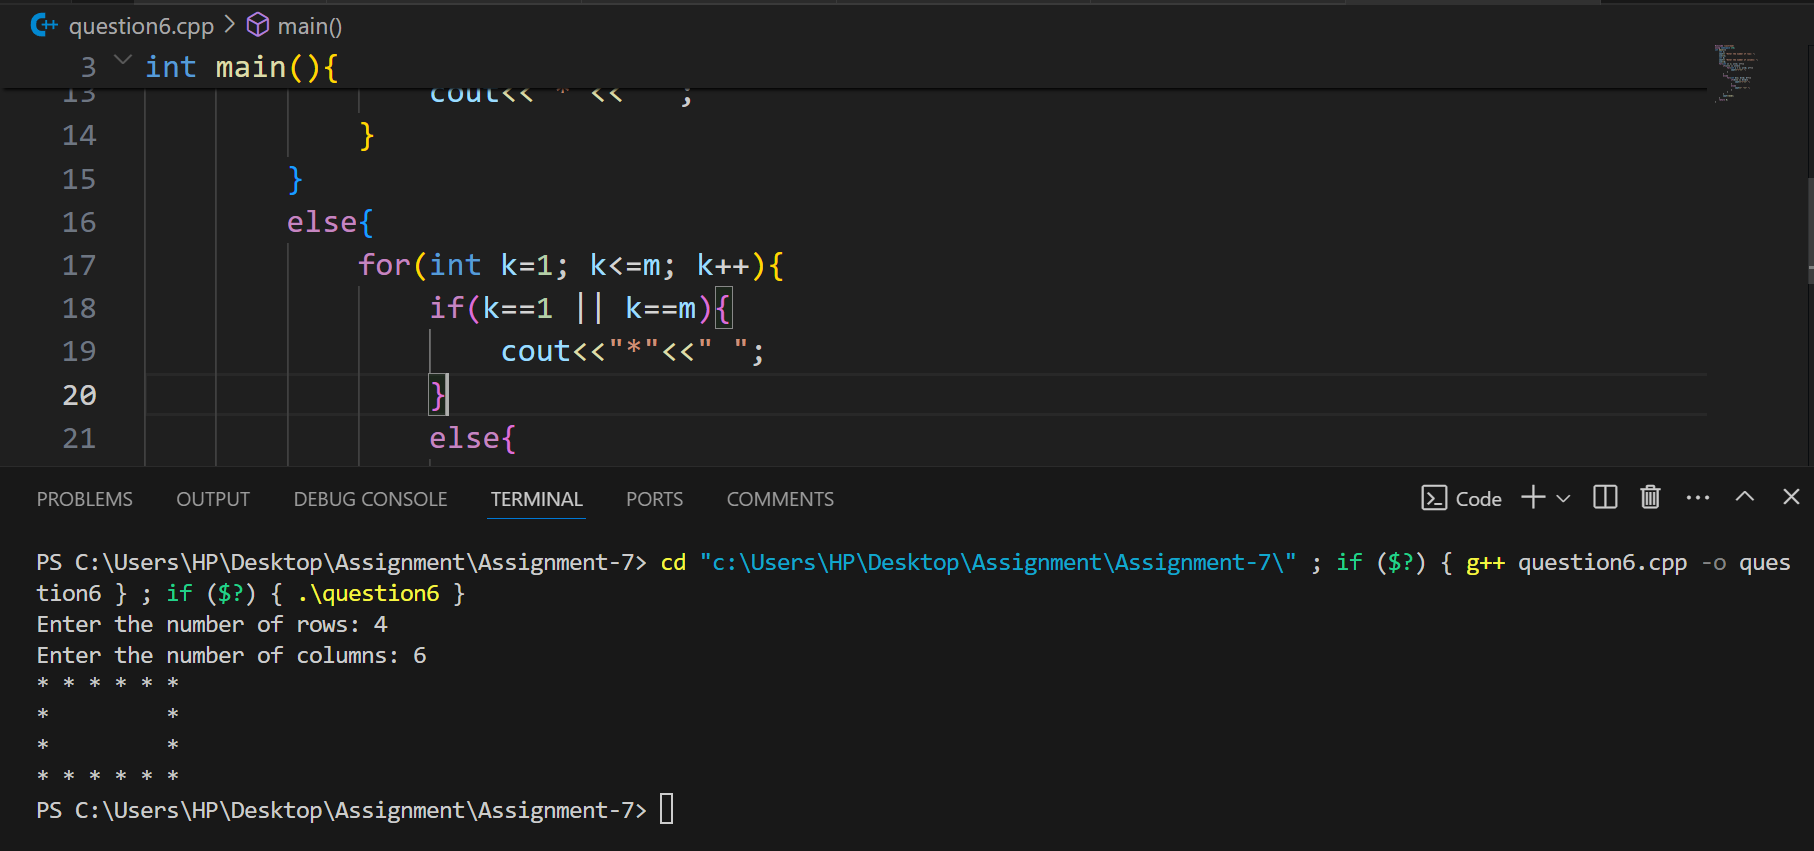 question6.cpp > main()
3 int main(){
13 cout<<"*"<<" ";
14 }
15 }
16 else{
17 for(int k=1; k<=m; k++){
18 if(k==1 || k==m){
19 cout<<"*"<<" ";
20 }
21 else{
PROBLEMS OUTPUT DEBUG CONSOLE TERMINAL PORTS COMMENTS Code
PS C:\Users\HP\Desktop\Assignment\Assignment-7> cd "c:\Users\HP\Desktop\Assignment\Assignment-7\" ; if ($?) { g++ question6.cpp -o ques
tion6 } ; if ($?) { .\question6 }
Enter the number of rows: 4
Enter the number of columns: 6
* * * * * *
*         *
*         *
* * * * * *
PS C:\Users\HP\Desktop\Assignment\Assignment-7>